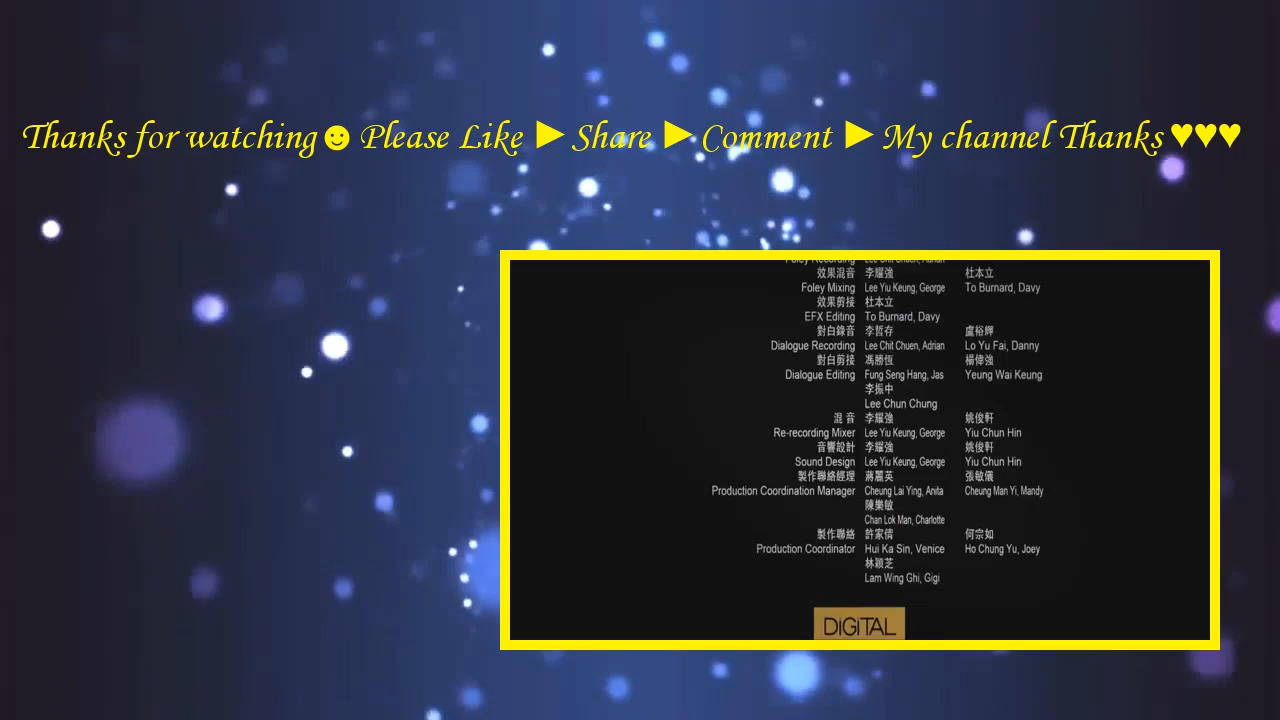 Thanks for watching☻Please Like ► Share ► Comment ► My channel Thanks♥♥♥
Foley Recording Lee Chit Chuen, Adrian
效果混音 李耀強 杜本立
Foley Mixing Lee Yiu Keung, George To Burnard, Davy
效果剪接 杜本立
EFX Editing To Burnard, Davy
對白錄音 李哲存 盧裕輝
Dialogue Recording Lee Chit Chuen, Adrian Lo Yu Fai, Danny
對白剪接 馮勝恆 楊偉強
Dialogue Editing Fung Seng Hang, Jas Yeung Wai Keung
李振中
Lee Chun Chung
混 音 李耀強 姚俊軒
Re-recording Mixer Lee Yiu Keung, George Yiu Chun Hin
音響設計 李耀強 姚俊軒
Sound Design Lee Yiu Keung, George Yiu Chun Hin
製作聯絡經理 蔣麗英 張敏儀
Production Coordination Manager Cheung Lai Ying, Anita Cheung Man Yi, Mandy
陳樂敏
Chan Lok Man, Charlotte
製作聯絡 許家倩 何宗如
Production Coordinator Hui Ka Sin, Venice Ho Chung Yu, Joey
林穎芝
Lam Wing Ghi, Gigi
DIGITAL